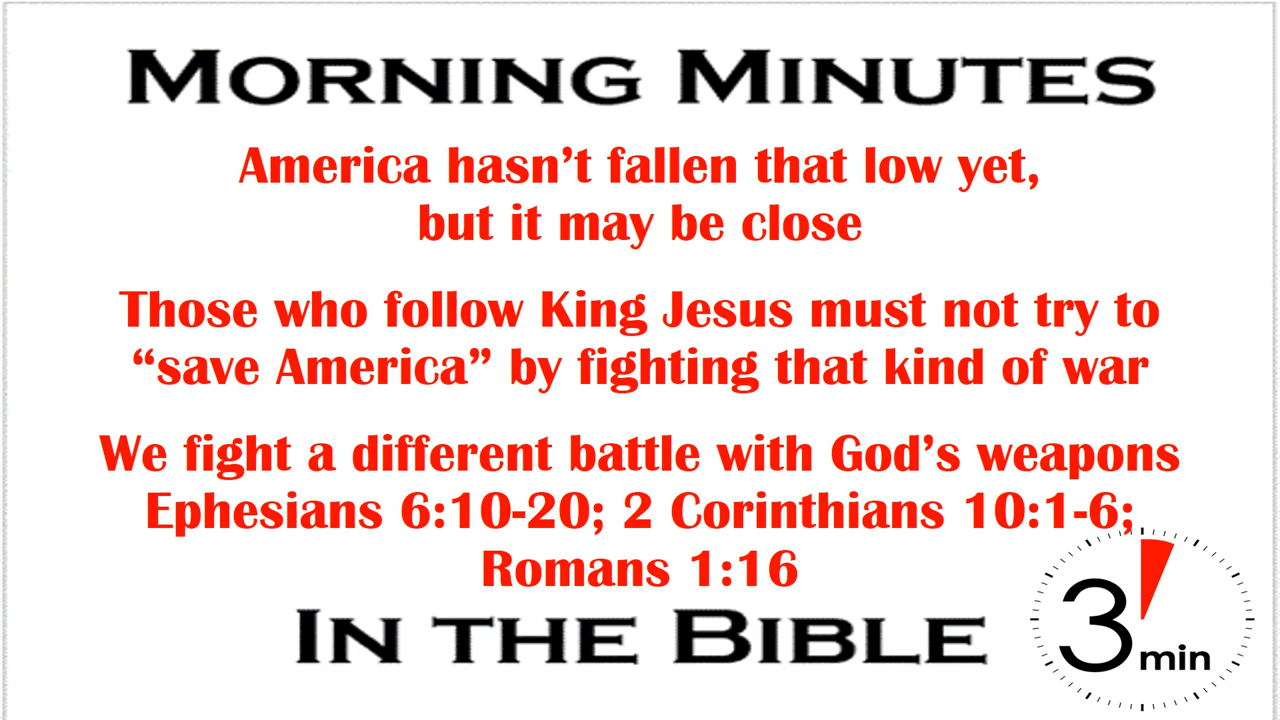 MORNING MINUTES
America hasn’t fallen that low yet,
but it may be close
Those who follow King Jesus must not try to
“save America” by fighting that kind of war
We fight a different battle with God’s weapons
Ephesians 6:10-20; 2 Corinthians 10:1-6;
Romans 1:16
IN THE BIBLE
3 min